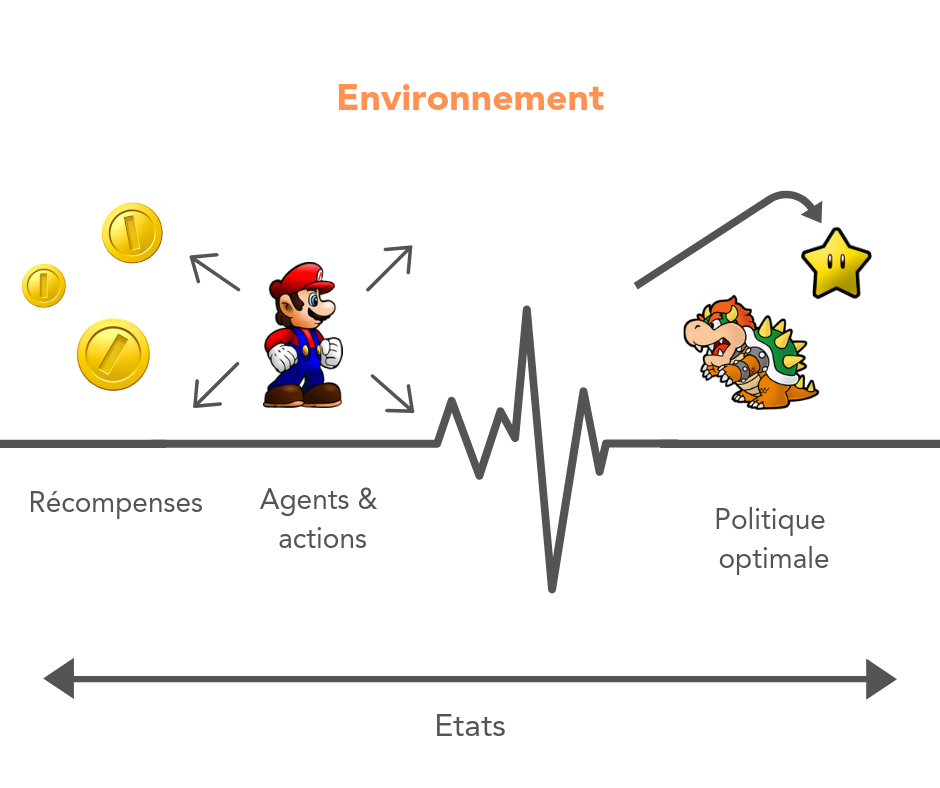 Environnement
Récompenses
Agents &
actions
Politique
optimale
Etats